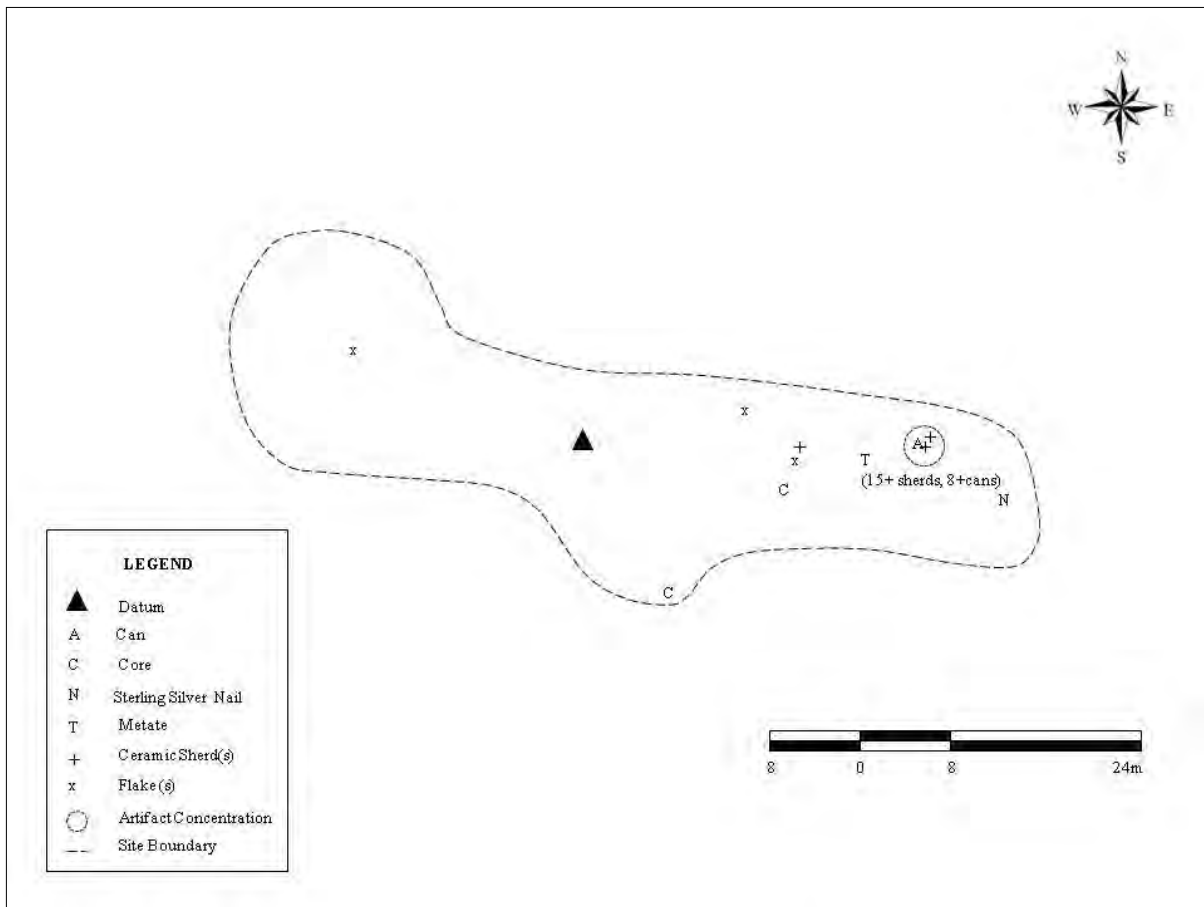 N
W E
S
x
x
A + +
+
x
T
(15+ sherds, 8+cans)
C
N
C
LEGEND
Datum
A Can
C Core
N Sterling Silver Nail
T Metate
+ Ceramic Sherd(s)
x Flake(s)
Artifact Concentration
Site Boundary
8 0 8 24m